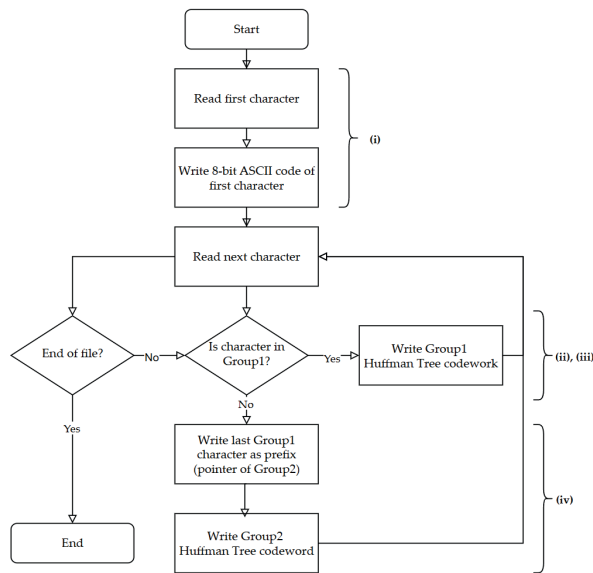 Start
Read first character
(i)
Write 8-bit ASCII code of
first character
Read next character
End of file?
No
Is character in
Group1?
Yes
Write Group1
Huffman Tree codework
(ii), (iii)
No
Yes
Write last Group1
character as prefix
(pointer of Group2)
(iv)
End
Write Group2
Huffman Tree codeword